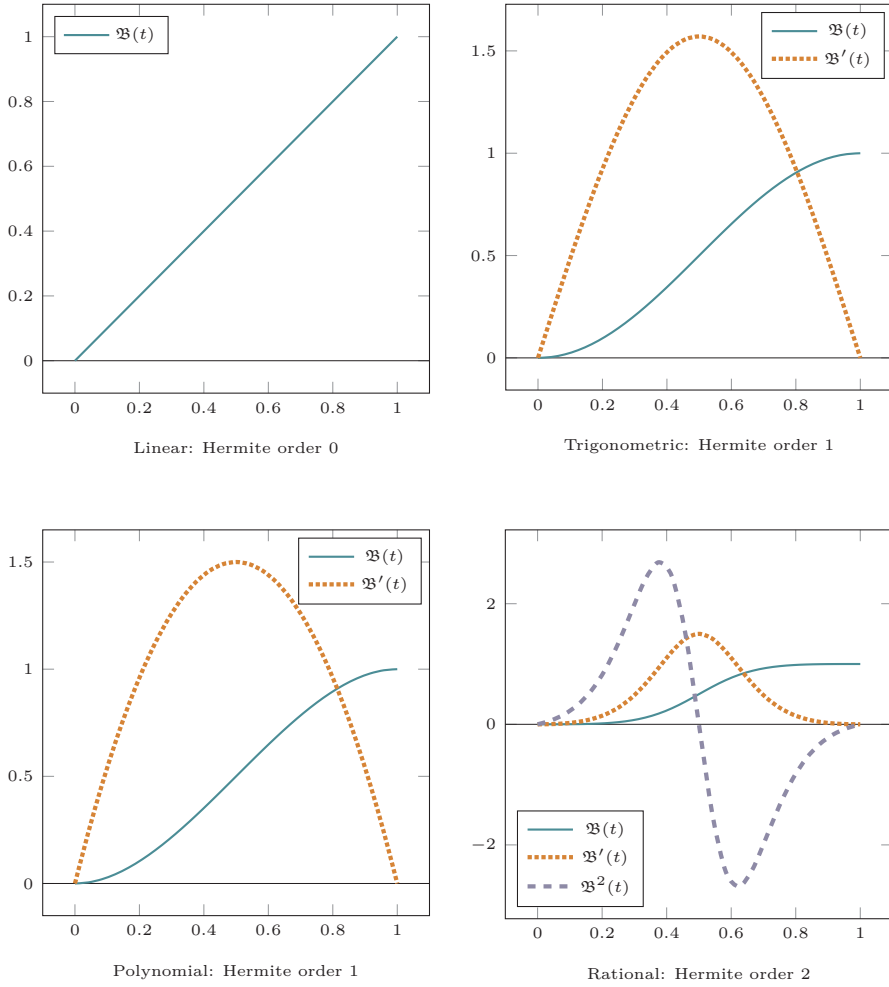 𝔅(t)
1
0.8
0.6
0.4
0.2
0
0 0.2 0.4 0.6 0.8 1
Linear: Hermite order 0
𝔅(t)
𝔅′(t)
1.5
1
0.5
0
0 0.2 0.4 0.6 0.8 1
Trigonometric: Hermite order 1
𝔅(t)
𝔅′(t)
1.5
1
0.5
0
0 0.2 0.4 0.6 0.8 1
Polynomial: Hermite order 1
2
0
−2
𝔅(t)
𝔅′(t)
𝔅²(t)
0 0.2 0.4 0.6 0.8 1
Rational: Hermite order 2